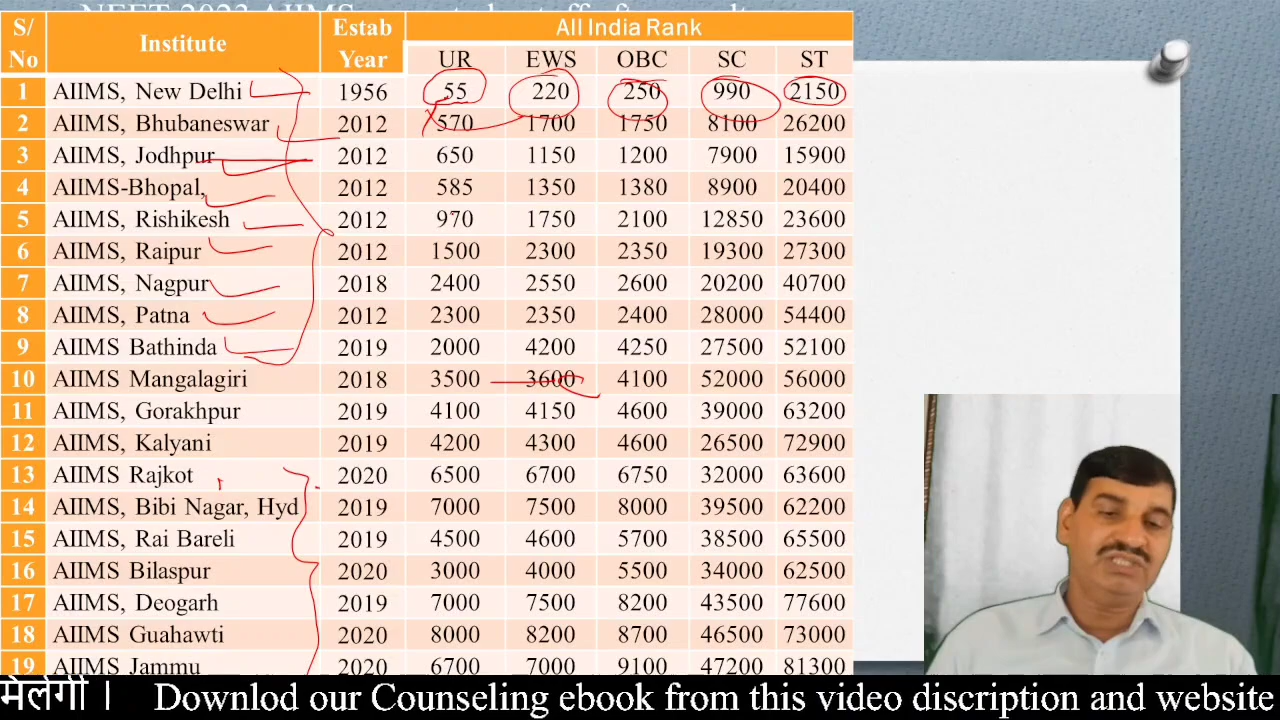 NEET 2023 AIIMS
S/ No Institute Estab Year All India Rank
UR EWS OBC SC ST
1 AIIMS, New Delhi 1956 55 220 250 990 2150
2 AIIMS, Bhubaneswar 2012 570 1700 1750 8100 26200
3 AIIMS, Jodhpur 2012 650 1150 1200 7900 15900
4 AIIMS-Bhopal, 2012 585 1350 1380 8900 20400
5 AIIMS, Rishikesh 2012 970 1750 2100 12850 23600
6 AIIMS, Raipur 2012 1500 2300 2350 19300 27300
7 AIIMS, Nagpur 2018 2400 2550 2600 20200 40700
8 AIIMS, Patna 2012 2300 2350 2400 28000 54400
9 AIIMS Bathinda 2019 2000 4200 4250 27500 52100
10 AIIMS Mangalagiri 2018 3500 3600 4100 52000 56000
11 AIIMS, Gorakhpur 2019 4100 4150 4600 39000 63200
12 AIIMS, Kalyani 2019 4200 4300 4600 26500 72900
13 AIIMS Rajkot 2020 6500 6700 6750 32000 63600
14 AIIMS, Bibi Nagar, Hyd 2019 7000 7500 8000 39500 62200
15 AIIMS, Rai Bareli 2019 4500 4600 5700 38500 65500
16 AIIMS Bilaspur 2020 3000 4000 5500 34000 62500
17 AIIMS, Deogarh 2019 7000 7500 8200 43500 77600
18 AIIMS Guahawti 2020 8000 8200 8700 46500 73000
19 AIIMS Jammu 2020 6700 7000 9100 47200 81300
मिलेगी । Downlod our Counseling ebook from this video discription and website